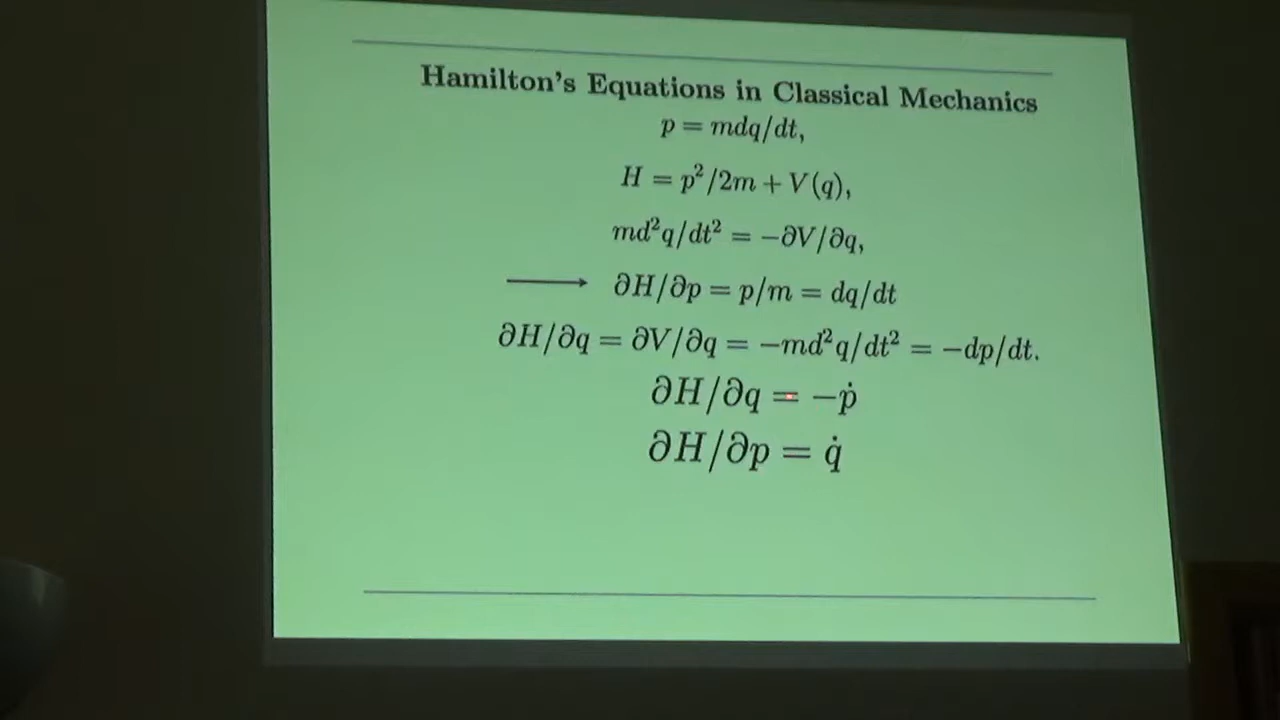 Hamilton's Equations in Classical Mechanics
p = mdq/dt,
H = p²/2m + V(q),
md²q/dt² = −∂V/∂q,
⟶ ∂H/∂p = p/m = dq/dt
∂H/∂q = ∂V/∂q = −md²q/dt² = −dp/dt.
∂H/∂q = −ṗ
∂H/∂p = q̇